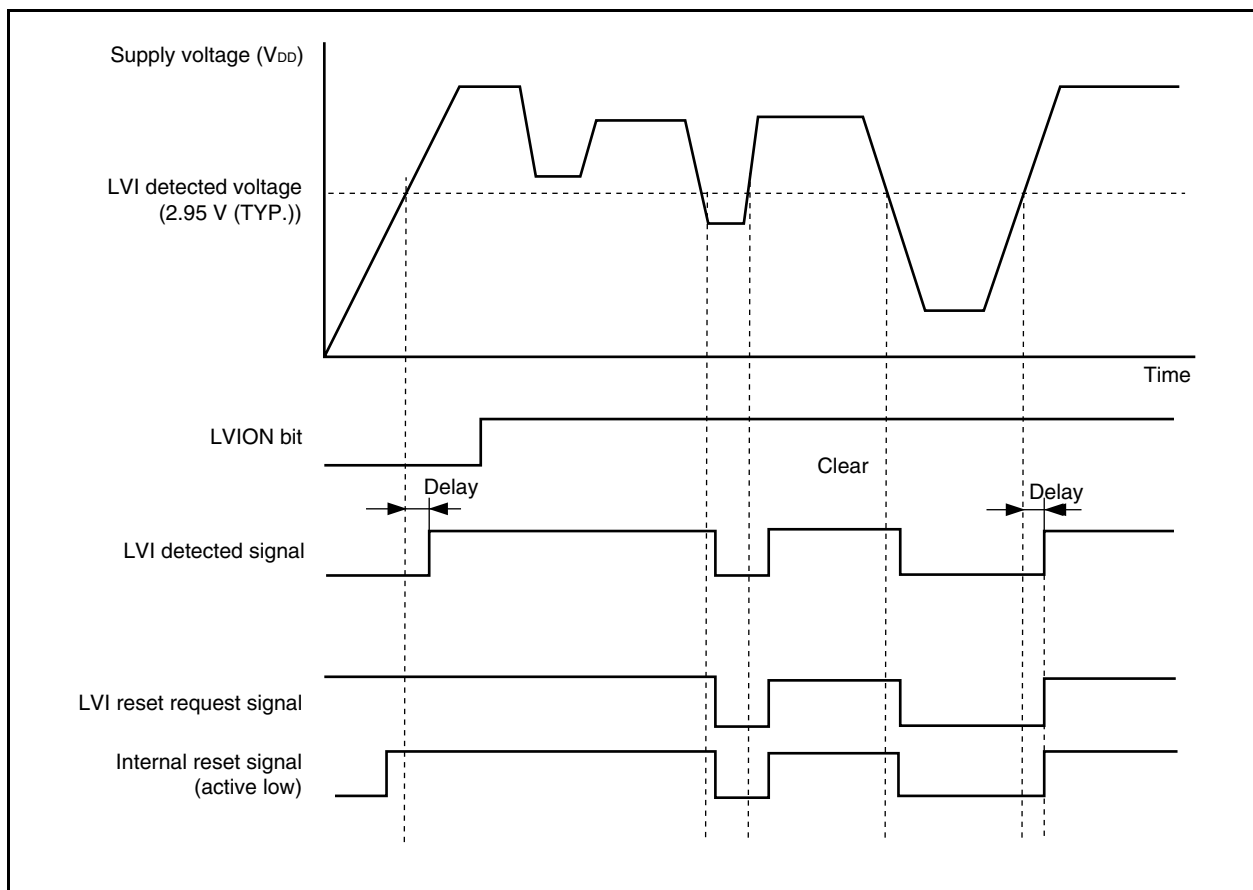 Supply voltage (VDD)
LVI detected voltage
(2.95 V (TYP.))
Time
LVION bit
Clear
Delay
Delay
LVI detected signal
LVI reset request signal
Internal reset signal
(active low)